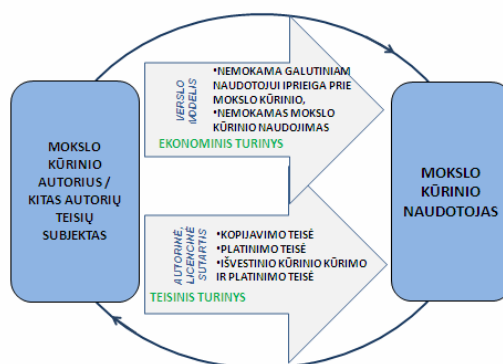 MOKSLO
KŪRINIO
AUTORIUS /
KITAS AUTORIŲ
TEISIŲ
SUBJEKTAS
VERSLO
MODELIS
•NEMOKAMA GALUTINIAM
NAUDOTOJUI IPRIEIGA PRIE
MOKSLO KŪRINIO,
•NEMOKAMAS MOKSLO
KŪRINIO NAUDOJIMAS
EKONOMINIS TURINYS
AUTORINĖ,
LICENCINĖ
SUTARTIS
•KOPIJAVIMO TEISĖ
•PLATINIMO TEISĖ
•IŠVESTINIO KŪRINIO KŪRIMO
IR PLATINIMO TEISĖ
TEISINIS TURINYS
MOKSLO
KŪRINIO
NAUDOTOJAS